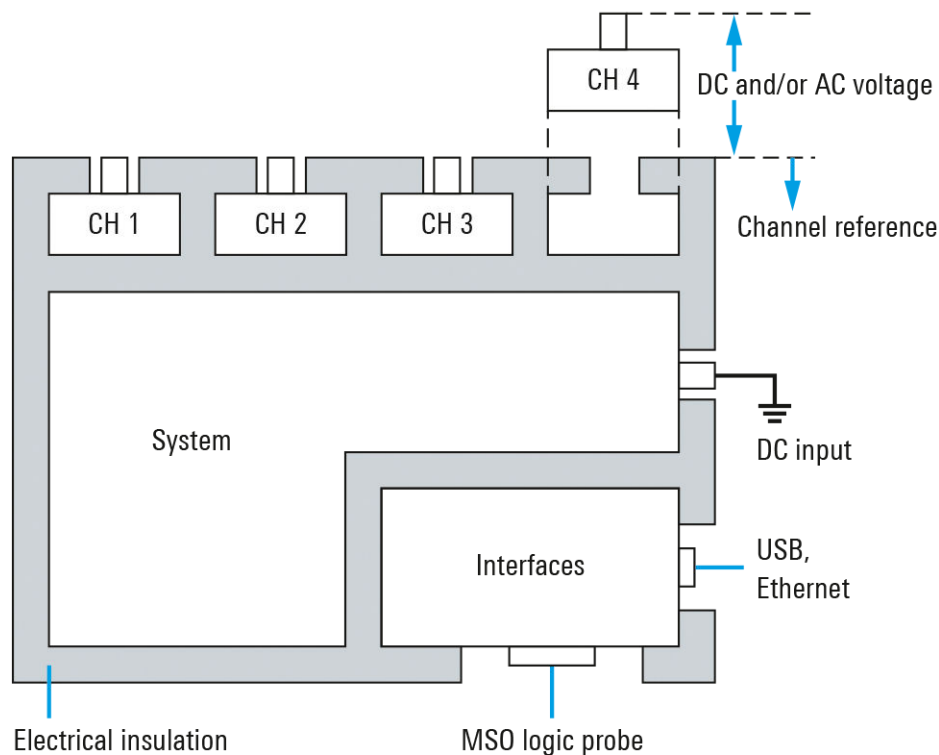 CH 4
DC and/or AC voltage
CH 1
CH 2
CH 3
Channel reference
System
DC input
Interfaces
USB,
Ethernet
Electrical insulation
MSO logic probe